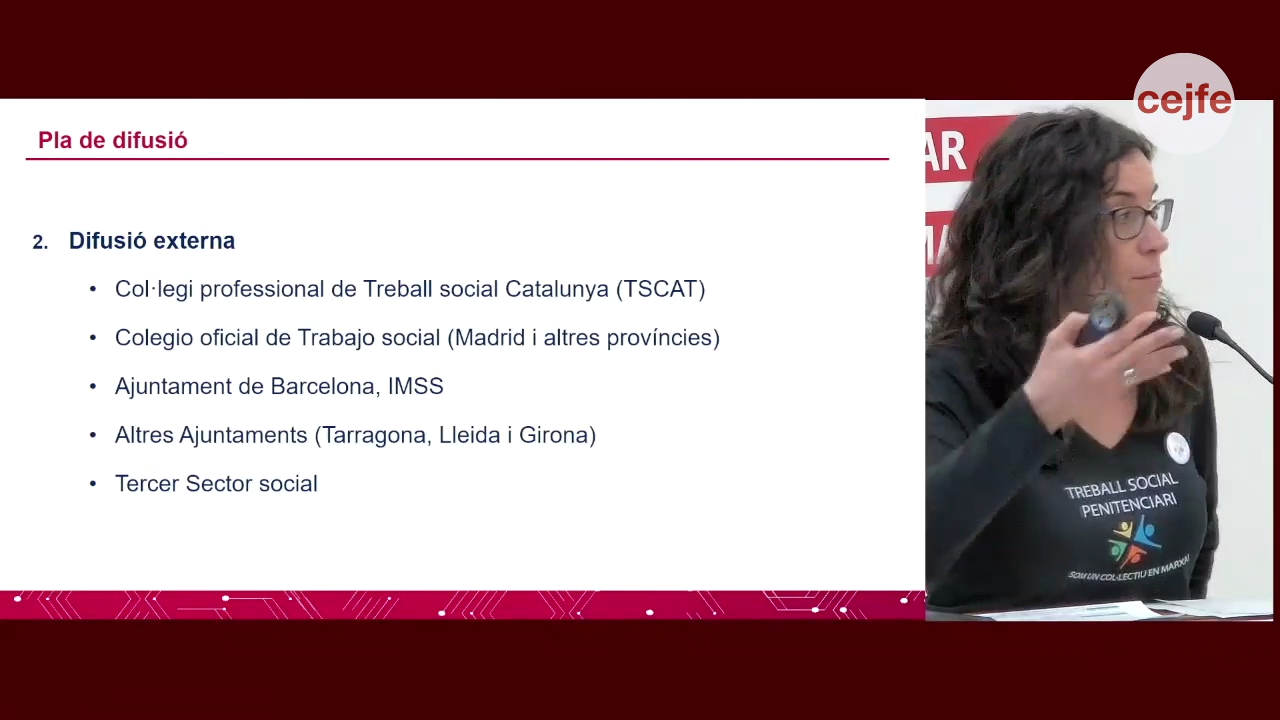 cejfe
Pla de difusió
2. Difusió externa
• Col·legi professional de Treball social Catalunya (TSCAT)
• Colegio oficial de Trabajo social (Madrid i altres províncies)
• Ajuntament de Barcelona, IMSS
• Altres Ajuntaments (Tarragona, Lleida i Girona)
• Tercer Sector social
AR
MA
TREBALL SOCIAL
PENITENCIARI
SOM UN COL·LECTIU EN MARXA!